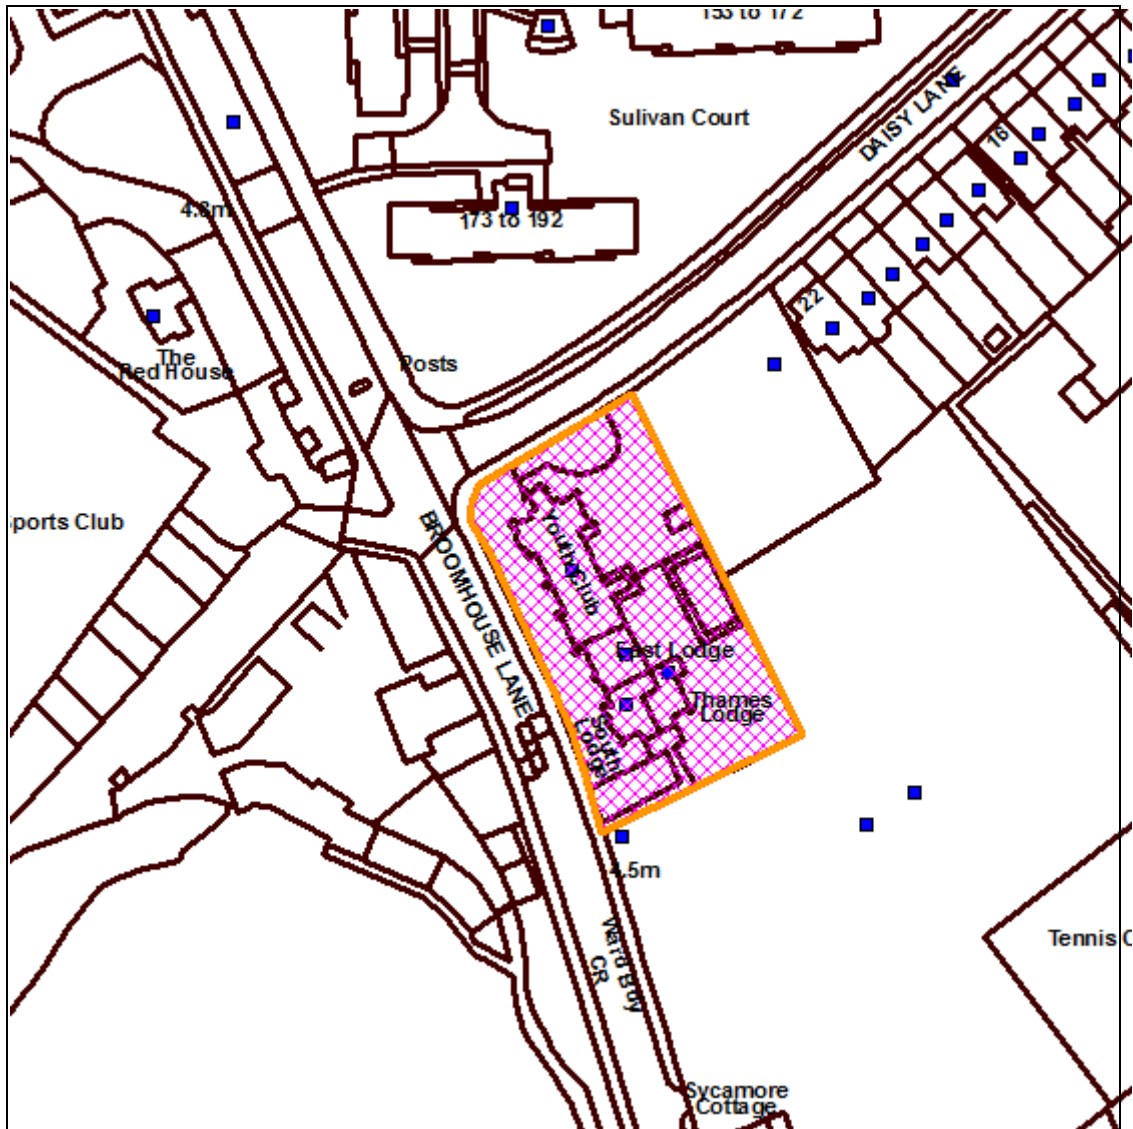 153 to 172
Sulivan Court
DAISY LANE
16
4.8m
173 to 192
22
The
Red House
Posts
ports Club
BROOMHOUSE LANE
Youth Club
East Lodge
Thames
Lodge
South
Lodge
4.5m
Ward Bdy
CR
Tennis C
Sycamore
Cottage